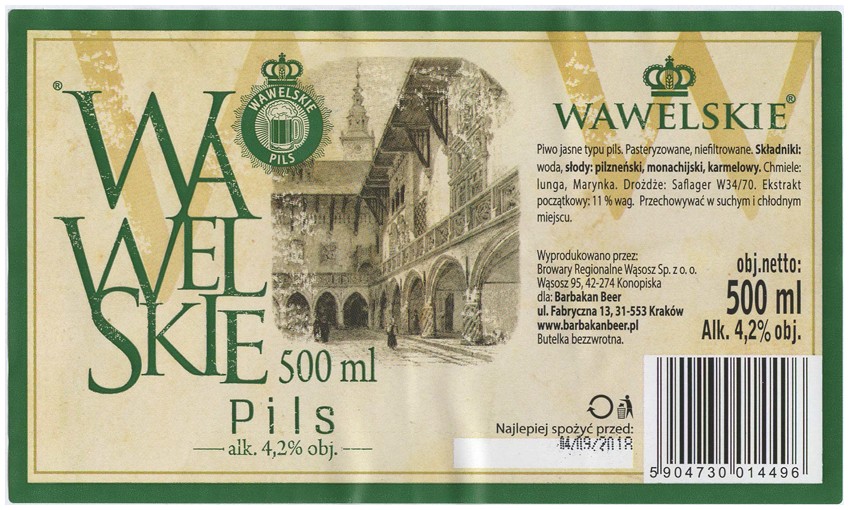 ®
WA
WEL
SKIE
WAWELSKIE
PILS
500 ml
Pils
alk. 4,2% obj.
WAWELSKIE®
Piwo jasne typu pils. Pasteryzowane, niefiltrowane. Składniki:
woda, słody: pilzneński, monachijski, karmelowy. Chmiele:
Iunga, Marynka. Drożdże: Saflager W34/70. Ekstrakt
początkowy: 11 % wag. Przechowywać w suchym i chłodnym
miejscu.
Wyprodukowano przez:
Browary Regionalne Wąsosz Sp. z o. o.
Wąsosz 95, 42-274 Konopiska
dla: Barbakan Beer
ul. Fabryczna 13, 31-553 Kraków
www.barbakanbeer.pl
Butelka bezzwrotna.
obj.netto:
500 ml
Alk. 4,2% obj.
Najlepiej spożyć przed:
04/09/2018
5 904730 014496